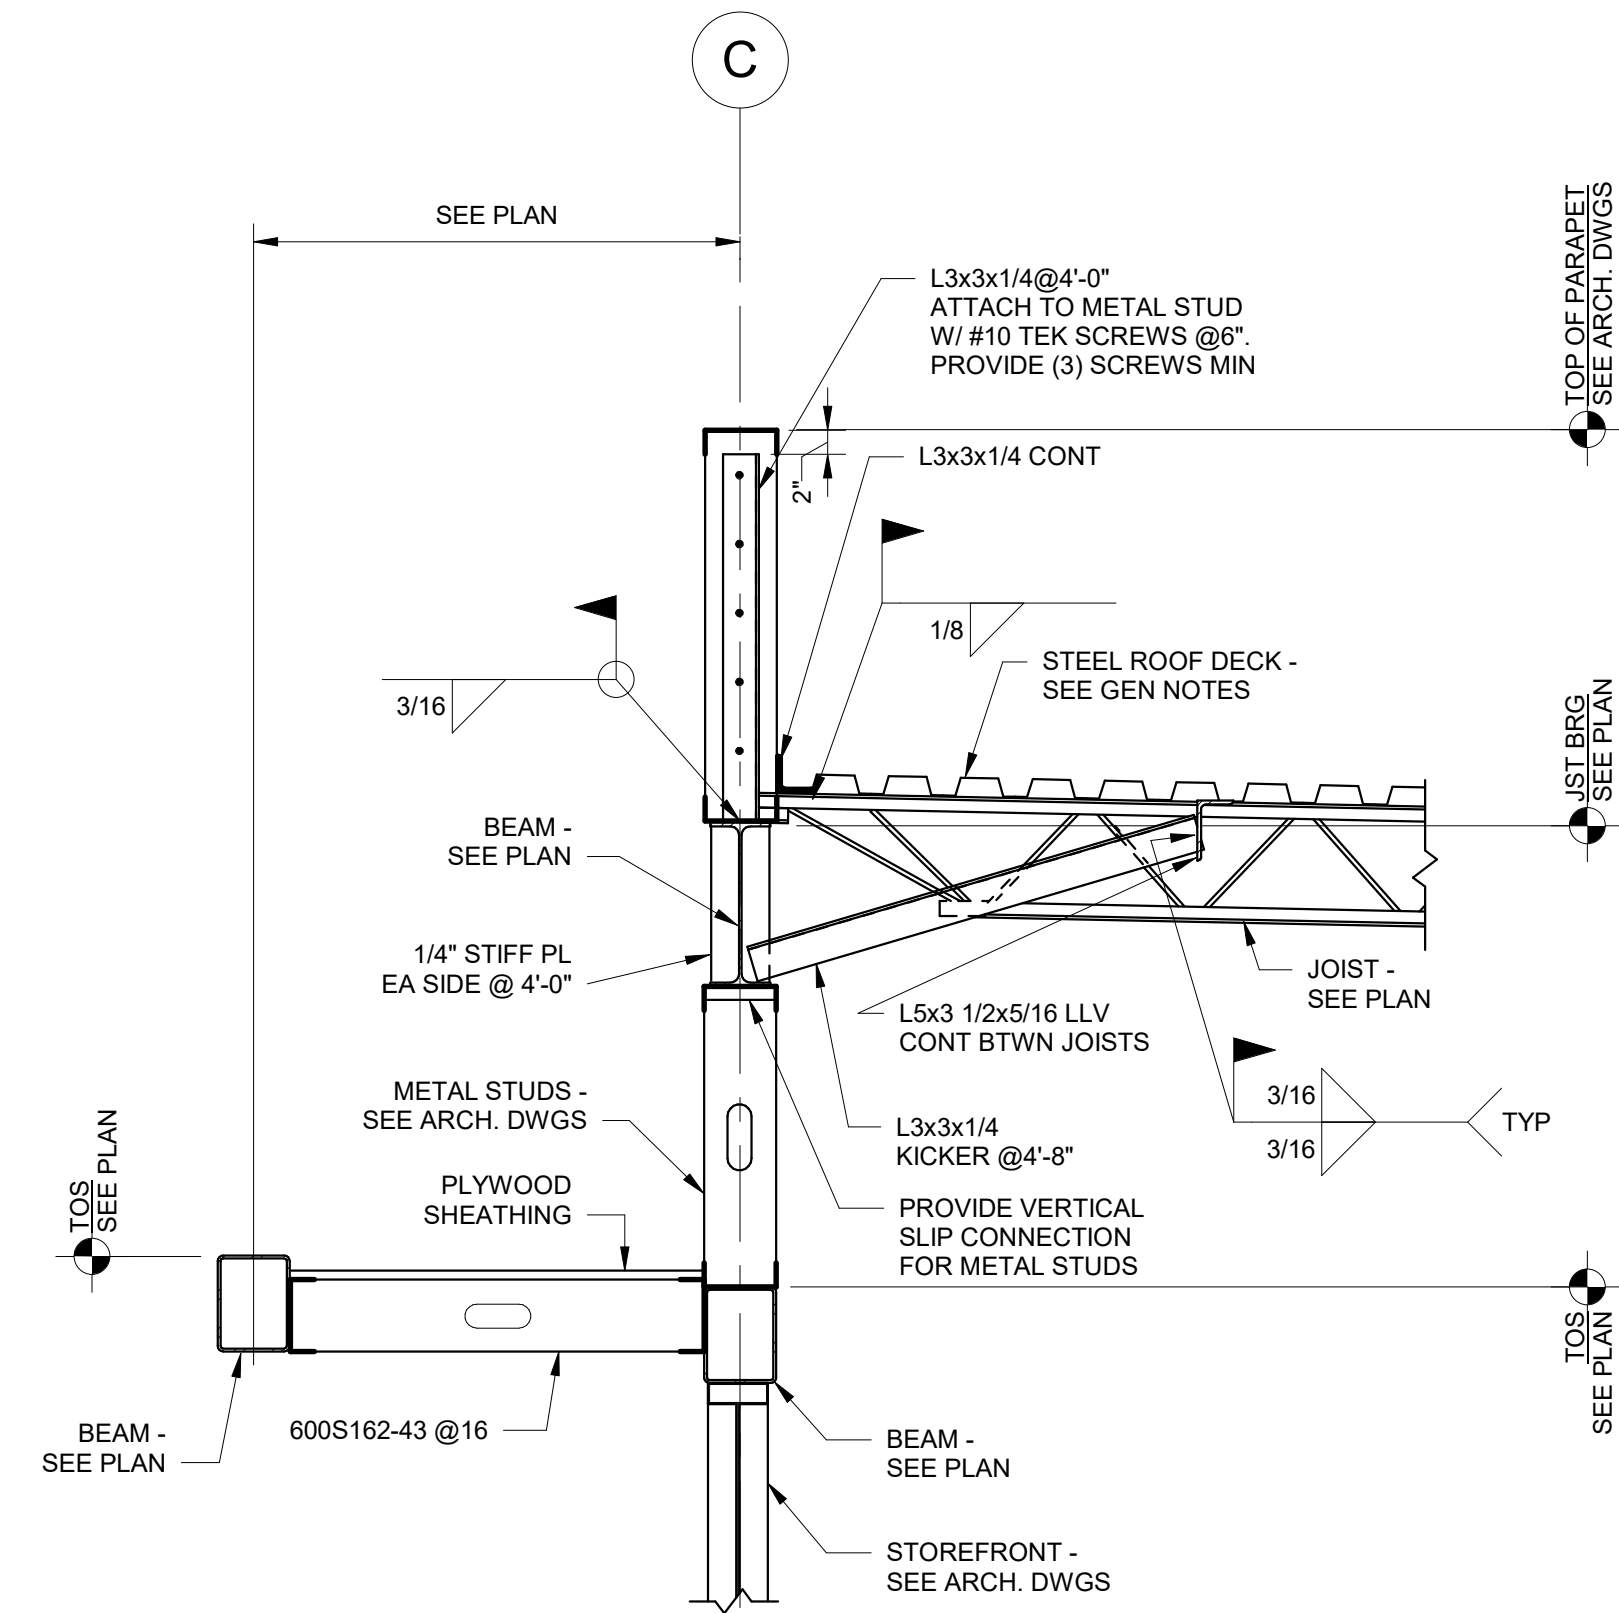 C
SEE PLAN
L3x3x1/4@4'-0"
ATTACH TO METAL STUD
W/ #10 TEK SCREWS @6".
PROVIDE (3) SCREWS MIN
TOP OF PARAPET
SEE ARCH. DWGS
L3x3x1/4 CONT
2"
1/8
STEEL ROOF DECK -
SEE GEN NOTES
3/16
JST BRG
SEE PLAN
BEAM -
SEE PLAN
1/4" STIFF PL
EA SIDE @ 4'-0"
JOIST -
SEE PLAN
L5x3 1/2x5/16 LLV
CONT BTWN JOISTS
METAL STUDS -
SEE ARCH. DWGS
L3x3x1/4
KICKER @4'-8"
3/16
3/16
TYP
TOS
SEE PLAN
PLYWOOD
SHEATHING
PROVIDE VERTICAL
SLIP CONNECTION
FOR METAL STUDS
TOS
SEE PLAN
BEAM -
SEE PLAN
600S162-43 @16
BEAM -
SEE PLAN
STOREFRONT -
SEE ARCH. DWGS